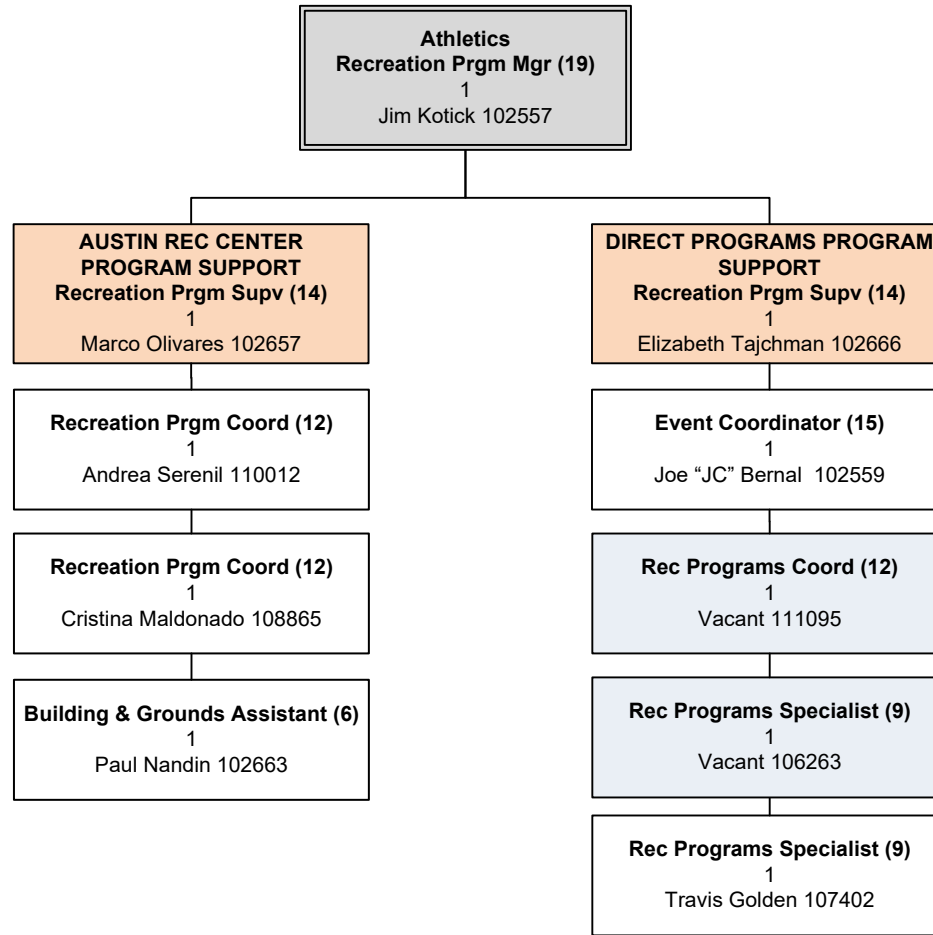 Athletics
Recreation Prgm Mgr (19)
1
Jim Kotick 102557
AUSTIN REC CENTER
PROGRAM SUPPORT
Recreation Prgm Supv (14)
1
Marco Olivares 102657
Recreation Prgm Coord (12)
1
Andrea Serenil 110012
Recreation Prgm Coord (12)
1
Cristina Maldonado 108865
Building & Grounds Assistant (6)
1
Paul Nandin 102663
DIRECT PROGRAMS PROGRAM
SUPPORT
Recreation Prgm Supv (14)
1
Elizabeth Tajchman 102666
Event Coordinator (15)
1
Joe “JC” Bernal  102559
Rec Programs Coord (12)
1
Vacant 111095
Rec Programs Specialist (9)
1
Vacant 106263
Rec Programs Specialist (9)
1
Travis Golden 107402